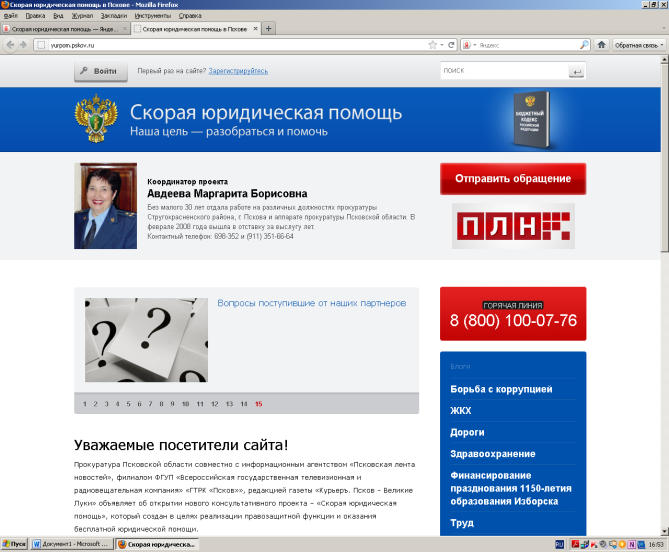 Скорая юридическая помощь в Пскове - Mozilla Firefox
Файл Правка Вид Журнал Закладки Инструменты Справка
Скорая юридическая помощь — Янде...
Скорая юридическая помощь в Пскове
yurpom.pskov.ru
Яндекс
Обратная связь
Войти
Первый раз на сайте? Зарегистрируйтесь
поиск
Скорая юридическая помощь
Наша цель — разобраться и помочь
БЮДЖЕТНЫЙ
КОДЕКС
РОССИЙСКОЙ
ФЕДЕРАЦИИ
Координатор проекта
Авдеева Маргарита Борисовна
Без малого 30 лет отдала работе на различных должностях прокуратуры
Стругокрасненского района, г. Пскова и аппарате прокуратуры Псковской области. В
феврале 2008 года вышла в отставку за выслугу лет.
Контактный телефон: 698-352 и (911) 351-66-64
Отправить обращение
ПЛН
Вопросы поступившие от наших партнеров
1 2 3 4 5 6 7 8 9 10 11 12 13 14 15
ГОРЯЧАЯ ЛИНИЯ
8 (800) 100-07-76
Блоги
Борьба с коррупцией
ЖКХ
Дороги
Здравоохранение
Финансирование
празднования 1150-летия
образования Изборска
Труд
Уважаемые посетители сайта!
Прокуратура Псковской области совместно с информационным агентством «Псковская лента
новостей», филиалом ФГУП «Всероссийская государственная телевизионная и
радиовещательная компания» «ГТРК «Псков»», редакцией газеты «Курьеръ. Псков – Великие
Луки» объявляет об открытии нового консультативного проекта – «Скорая юридическая
помощь», который создан в целях реализации правозащитной функции и оказания
бесплатной юридической помощи.
Пуск
Документ1 - Microsoft ...
Скорая юридическа...
RU
16:53